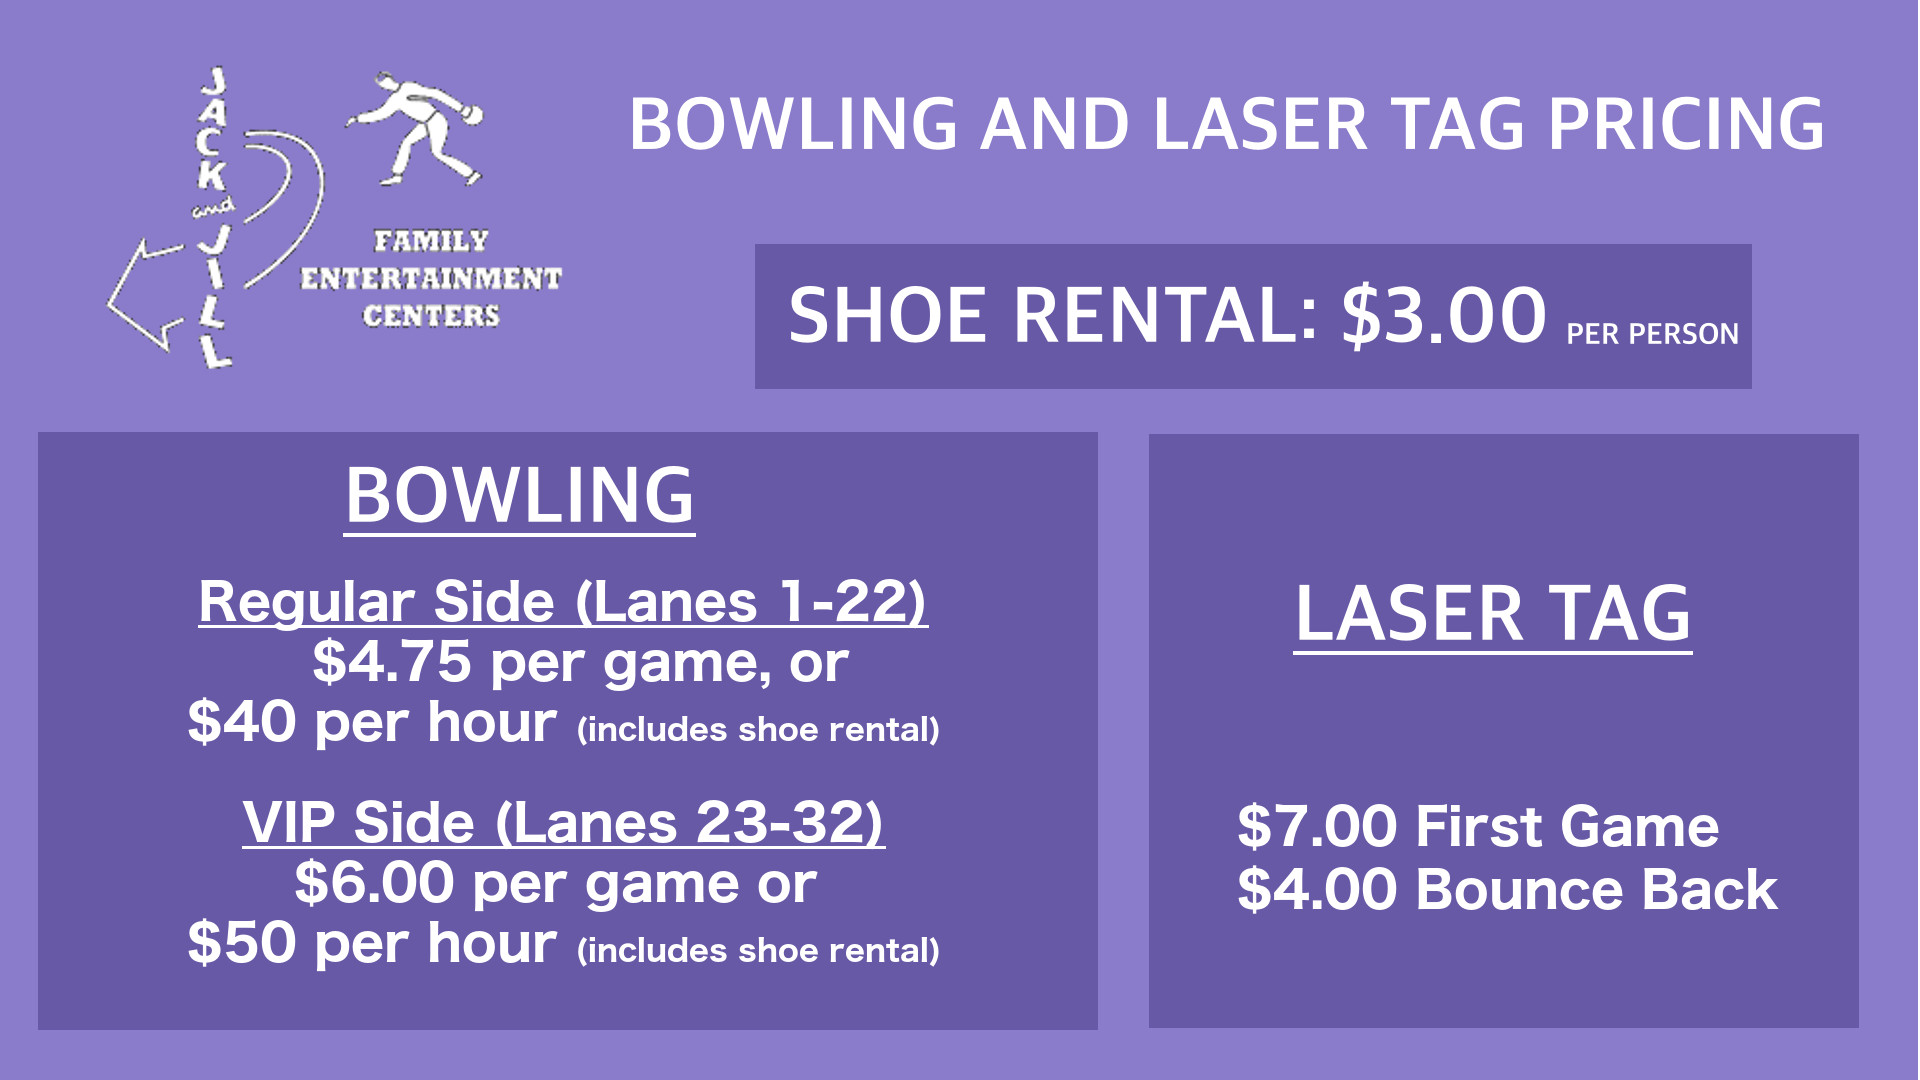 JACK
and
JILL
FAMILY
ENTERTAINMENT
CENTERS
BOWLING AND LASER TAG PRICING
SHOE RENTAL: $3.00 PER PERSON
BOWLING
Regular Side (Lanes 1-22)
$4.75 per game, or
$40 per hour (includes shoe rental)
VIP Side (Lanes 23-32)
$6.00 per game or
$50 per hour (includes shoe rental)
LASER TAG
$7.00 First Game
$4.00 Bounce Back